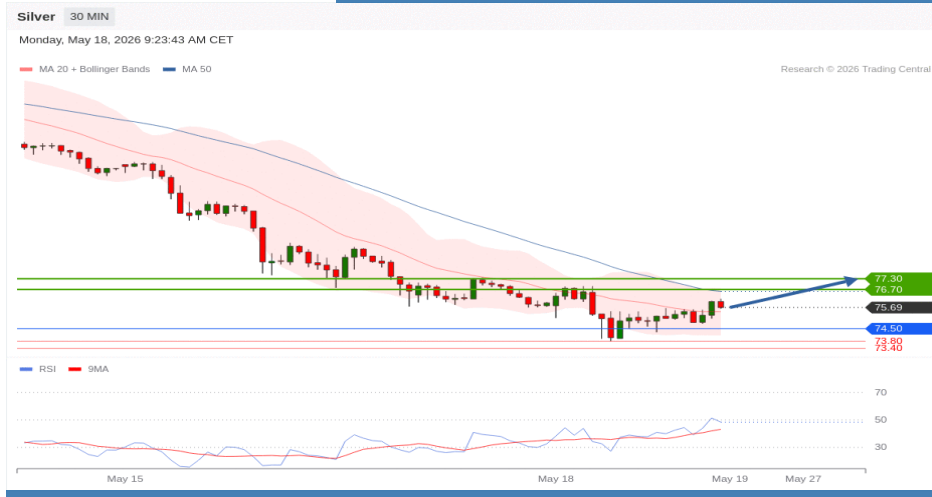 Silver 30 MIN
Monday, May 18, 2026 9:23:43 AM CET
MA 20 + Bollinger Bands MA 50
Research © 2026 Trading Central
77.30
76.70
75.69
74.50
73.80
73.40
RSI 9MA
70
50
30
May 15 May 18 May 19 May 27